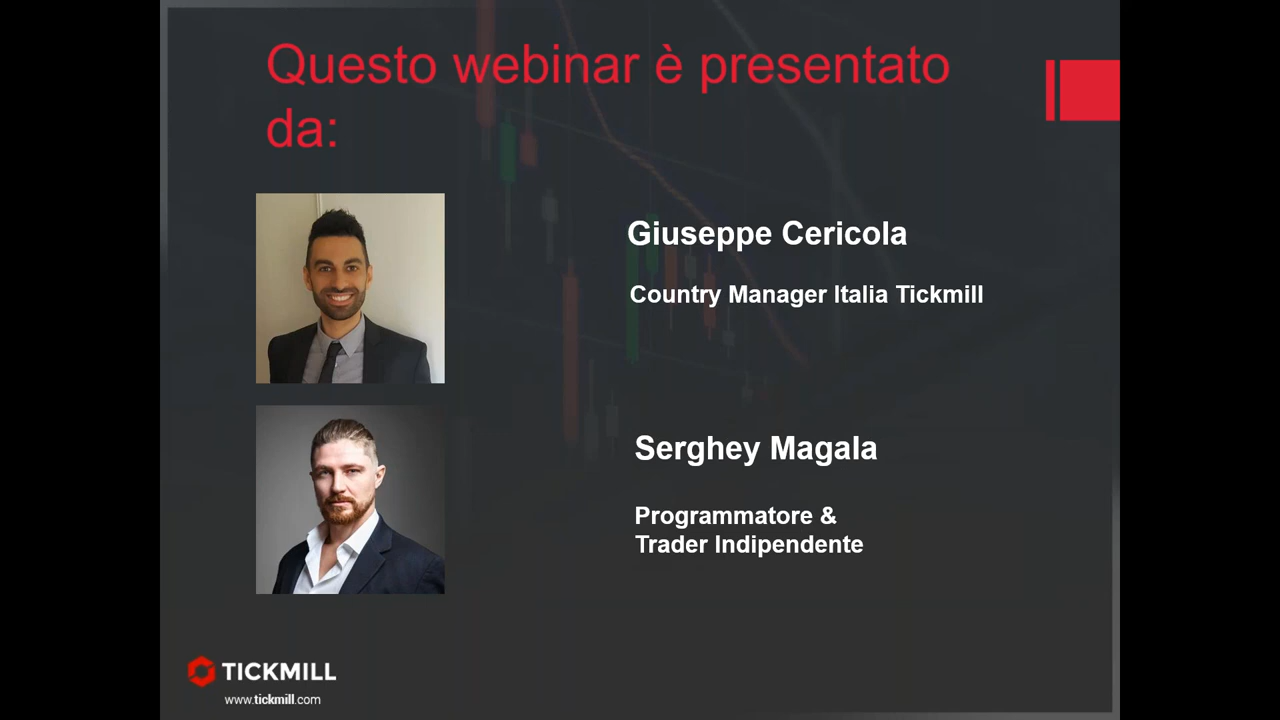 Questo webinar è presentato
da:
Giuseppe Cericola
Country Manager Italia Tickmill
Serghey Magala
Programmatore &
Trader Indipendente
TICKMILL
www.tickmill.com